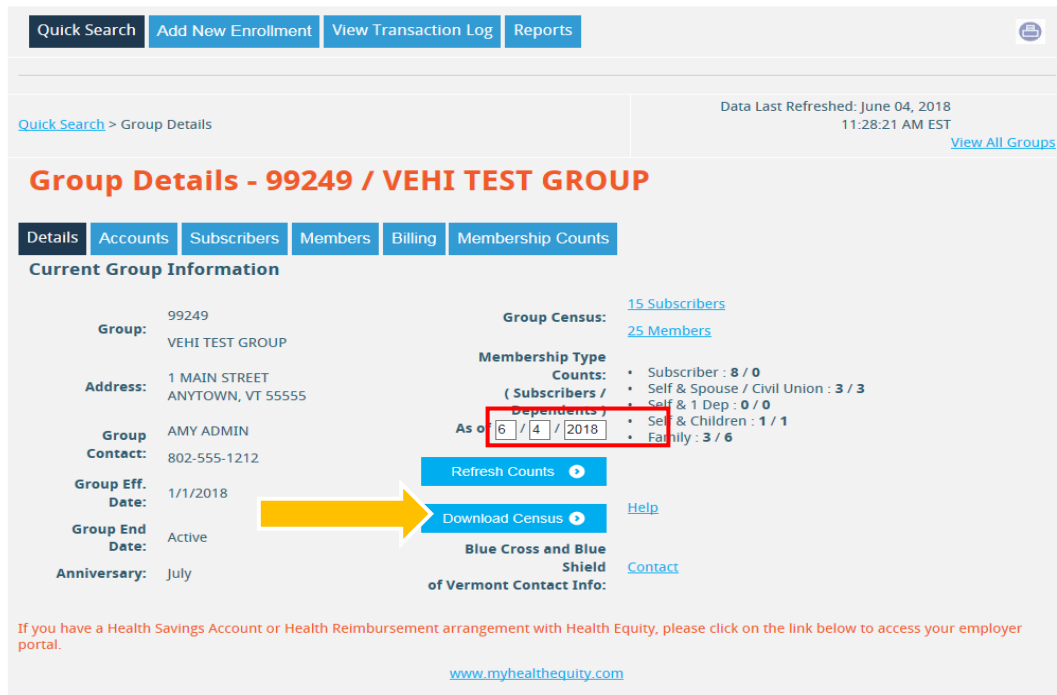 Quick Search Add New Enrollment View Transaction Log Reports
Data Last Refreshed: June 04, 2018
11:28:21 AM EST
Quick Search > Group Details
View All Groups
Group Details - 99249 / VEHI TEST GROUP
Details Accounts Subscribers Members Billing Membership Counts
Current Group Information
Group:
99249
VEHI TEST GROUP
Address:
1 MAIN STREET
ANYTOWN, VT 55555
Group
Contact:
AMY ADMIN
802-555-1212
Group Eff.
Date:
1/1/2018
Group End
Date:
Active
Anniversary:
July
Group Census:
15 Subscribers
25 Members
Membership Type
Counts:
( Subscribers /
Dependents )
As of 6 / 4 / 2018
• Subscriber : 8 / 0
• Self & Spouse / Civil Union : 3 / 3
• Self & 1 Dep : 0 / 0
• Self & Children : 1 / 1
• Family : 3 / 6
Refresh Counts
Download Census
Help
Blue Cross and Blue
Shield
of Vermont Contact Info:
Contact
If you have a Health Savings Account or Health Reimbursement arrangement with Health Equity, please click on the link below to access your employer
portal.
www.myhealthequity.com